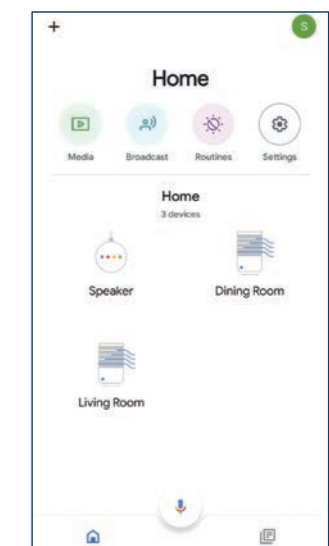 +
S
Home
Media Broadcast Routines Settings
Home
3 devices
Speaker Dining Room
Living Room